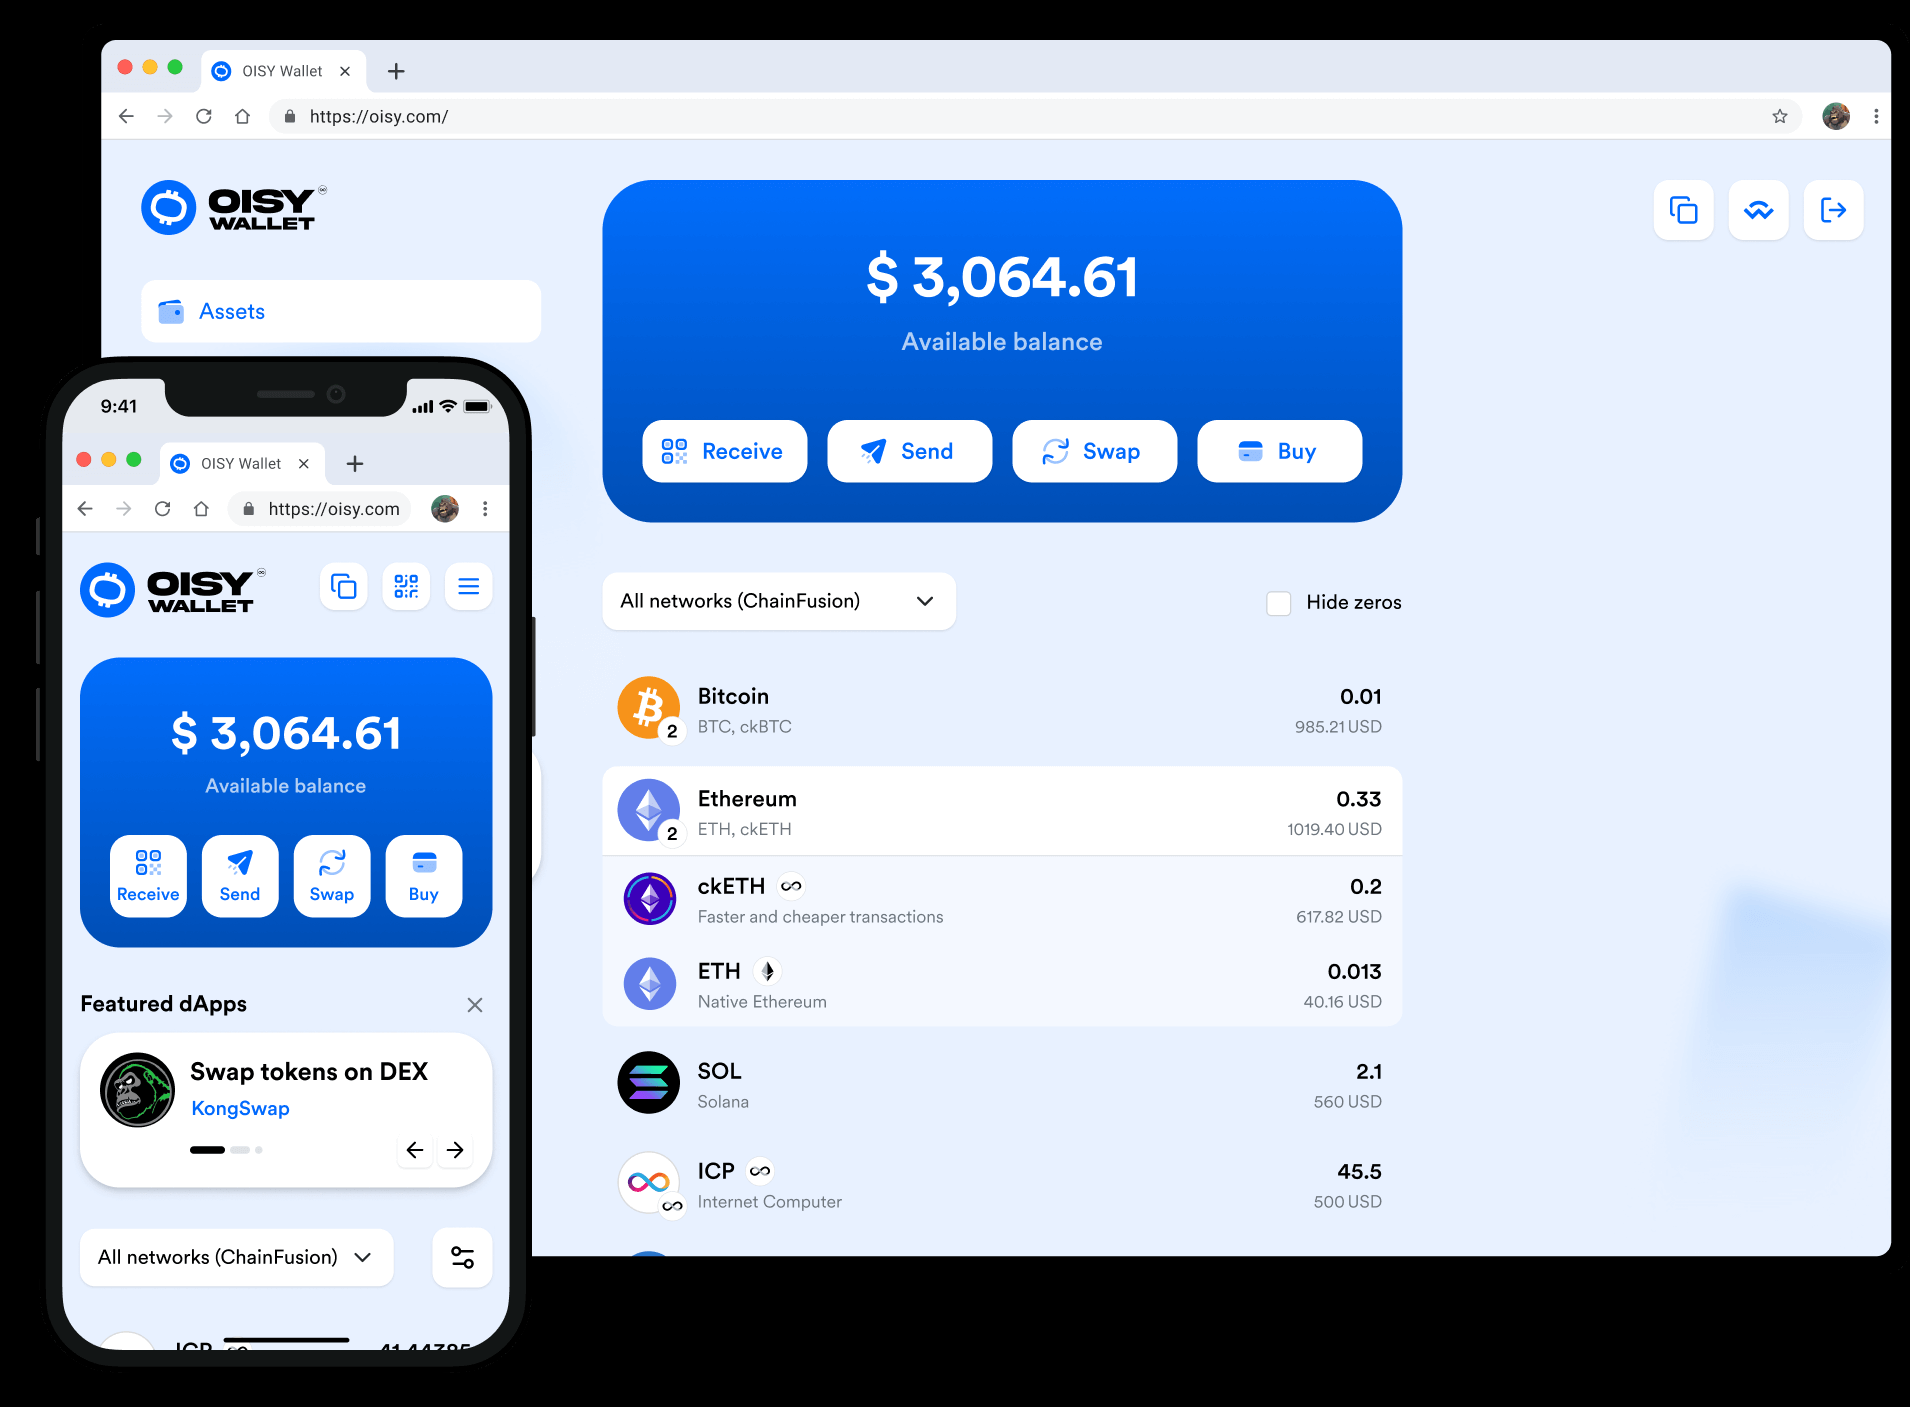 OISY Wallet
https://oisy.com/
OISY
WALLET
Assets
$ 3,064.61
Available balance
Receive
Send
Swap
Buy
All networks (ChainFusion)
Hide zeros
2
Bitcoin
0.01
BTC, ckBTC
985.21 USD
2
Ethereum
0.33
ETH, ckETH
1019.40 USD
ckETH
0.2
Faster and cheaper transactions
617.82 USD
ETH
0.013
Native Ethereum
40.16 USD
SOL
2.1
Solana
560 USD
ICP
45.5
Internet Computer
500 USD
9:41
OISY Wallet
https://oisy.com
OISY
WALLET
$ 3,064.61
Available balance
Receive
Send
Swap
Buy
Featured dApps
Swap tokens on DEX
KongSwap
All networks (ChainFusion)
ICP